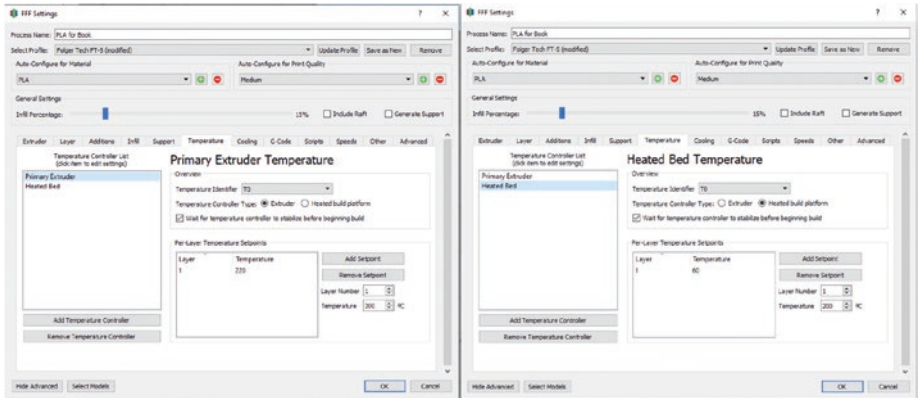 FFF Settings ? ×
Process Name: PLA for Book
Select Profile: Folger Tech FT-5 (modified) Update Profile Save as New Remove
Auto-Configure for Material Auto-Configure for Print Quality
PLA Medium
General Settings
Infill Percentage: 15% Include Raft Generate Support
Extruder Layer Additions Infill Support Temperature Cooling G-Code Scripts Speeds Other Advanced
Temperature Controller List
(click item to edit settings)
Primary Extruder
Heated Bed
Add Temperature Controller
Remove Temperature Controller
Primary Extruder Temperature
Overview
Temperature Identifier T0
Temperature Controller Type: Extruder Heated build platform
Wait for temperature controller to stabilize before beginning build
Per-Layer Temperature Setpoints
Layer Temperature
1 220
Add Setpoint
Remove Setpoint
Layer Number 1
Temperature 200 ºC
Hide Advanced Select Models OK Cancel
FFF Settings ? ×
Process Name: PLA for Book
Select Profile: Folger Tech FT-5 (modified) Update Profile Save as New Remove
Auto-Configure for Material Auto-Configure for Print Quality
PLA Medium
General Settings
Infill Percentage: 15% Include Raft Generate Support
Extruder Layer Additions Infill Support Temperature Cooling G-Code Scripts Speeds Other Advanced
Temperature Controller List
(click item to edit settings)
Primary Extruder
Heated Bed
Add Temperature Controller
Remove Temperature Controller
Heated Bed Temperature
Overview
Temperature Identifier T0
Temperature Controller Type: Extruder Heated build platform
Wait for temperature controller to stabilize before beginning build
Per-Layer Temperature Setpoints
Layer Temperature
1 60
Add Setpoint
Remove Setpoint
Layer Number 1
Temperature 200 ºC
Hide Advanced Select Models OK Cancel